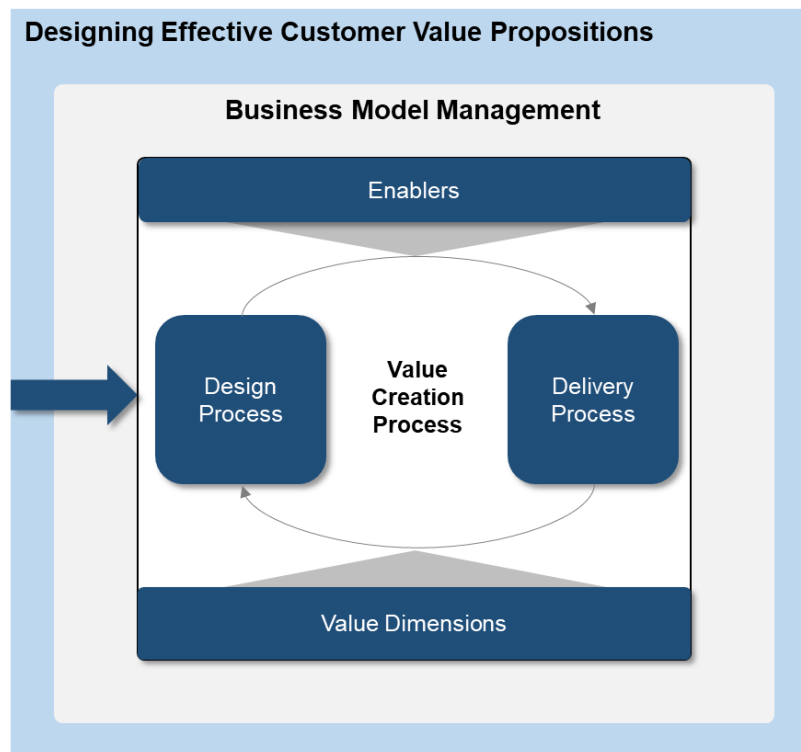 Designing Effective Customer Value Propositions
Business Model Management
Enablers
Design
Process
Value
Creation
Process
Delivery
Process
Value Dimensions